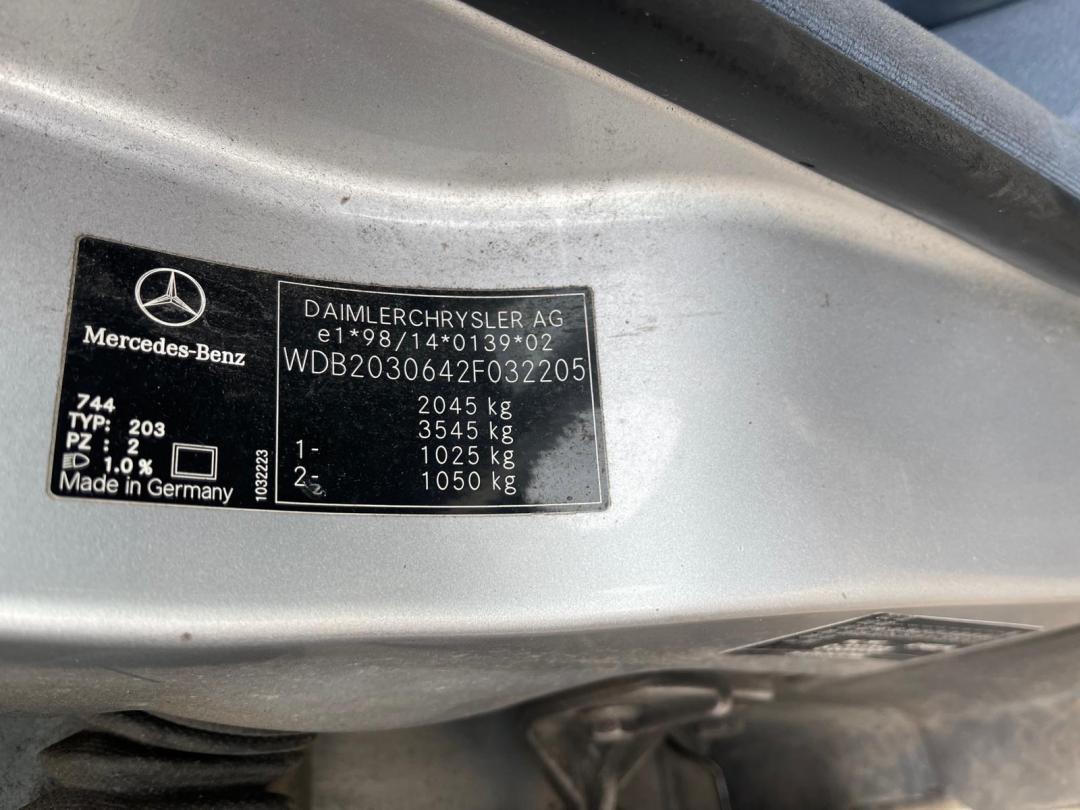 Mercedes-Benz
744
TYP: 203
PZ : 2
1.0 %
Made in Germany
1032223
DAIMLERCHRYSLER AG
e1*98/14*0139*02
WDB2030642F032205
2045 kg
3545 kg
1- 1025 kg
2- 1050 kg